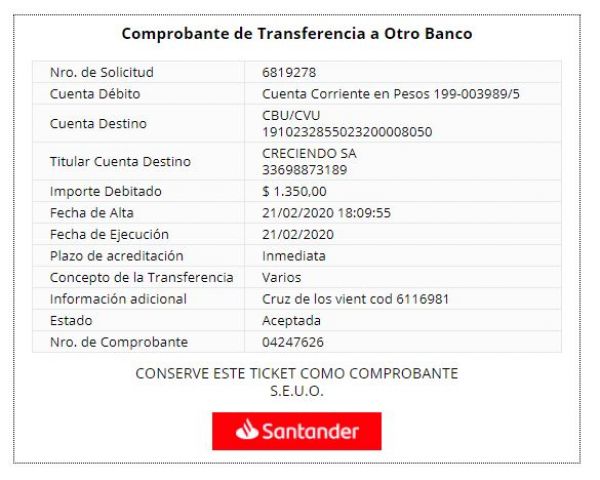 Comprobante de Transferencia a Otro Banco
Nro. de Solicitud 6819278
Cuenta Débito Cuenta Corriente en Pesos 199-003989/5
Cuenta Destino CBU/CVU
1910232855023200008050
Titular Cuenta Destino CRECIENDO SA
33698873189
Importe Debitado $ 1.350,00
Fecha de Alta 21/02/2020 18:09:55
Fecha de Ejecución 21/02/2020
Plazo de acreditación Inmediata
Concepto de la Transferencia Varios
Información adicional Cruz de los vient cod 6116981
Estado Aceptada
Nro. de Comprobante 04247626
CONSERVE ESTE TICKET COMO COMPROBANTE
S.E.U.O.
Santander